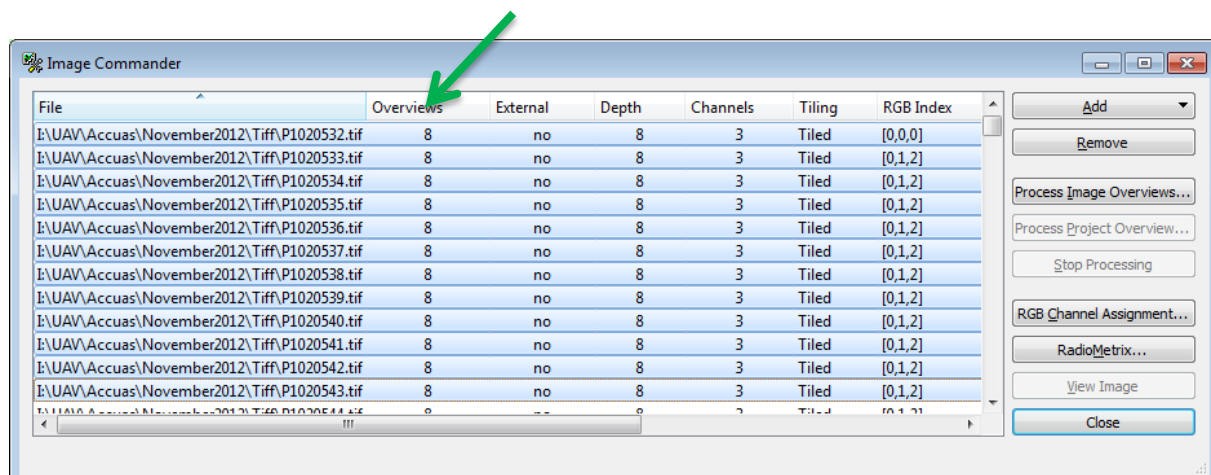 Image Commander
File Overviews External Depth Channels Tiling RGB Index
I:\UAV\Accuas\November2012\Tiff\P1020532.tif 8 no 8 3 Tiled [0,0,0]
I:\UAV\Accuas\November2012\Tiff\P1020533.tif 8 no 8 3 Tiled [0,1,2]
I:\UAV\Accuas\November2012\Tiff\P1020534.tif 8 no 8 3 Tiled [0,1,2]
I:\UAV\Accuas\November2012\Tiff\P1020535.tif 8 no 8 3 Tiled [0,1,2]
I:\UAV\Accuas\November2012\Tiff\P1020536.tif 8 no 8 3 Tiled [0,1,2]
I:\UAV\Accuas\November2012\Tiff\P1020537.tif 8 no 8 3 Tiled [0,1,2]
I:\UAV\Accuas\November2012\Tiff\P1020538.tif 8 no 8 3 Tiled [0,1,2]
I:\UAV\Accuas\November2012\Tiff\P1020539.tif 8 no 8 3 Tiled [0,1,2]
I:\UAV\Accuas\November2012\Tiff\P1020540.tif 8 no 8 3 Tiled [0,1,2]
I:\UAV\Accuas\November2012\Tiff\P1020541.tif 8 no 8 3 Tiled [0,1,2]
I:\UAV\Accuas\November2012\Tiff\P1020542.tif 8 no 8 3 Tiled [0,1,2]
I:\UAV\Accuas\November2012\Tiff\P1020543.tif 8 no 8 3 Tiled [0,1,2]
Add
Remove
Process Image Overviews...
Process Project Overview...
Stop Processing
RGB Channel Assignment...
RadioMetrix...
View Image
Close